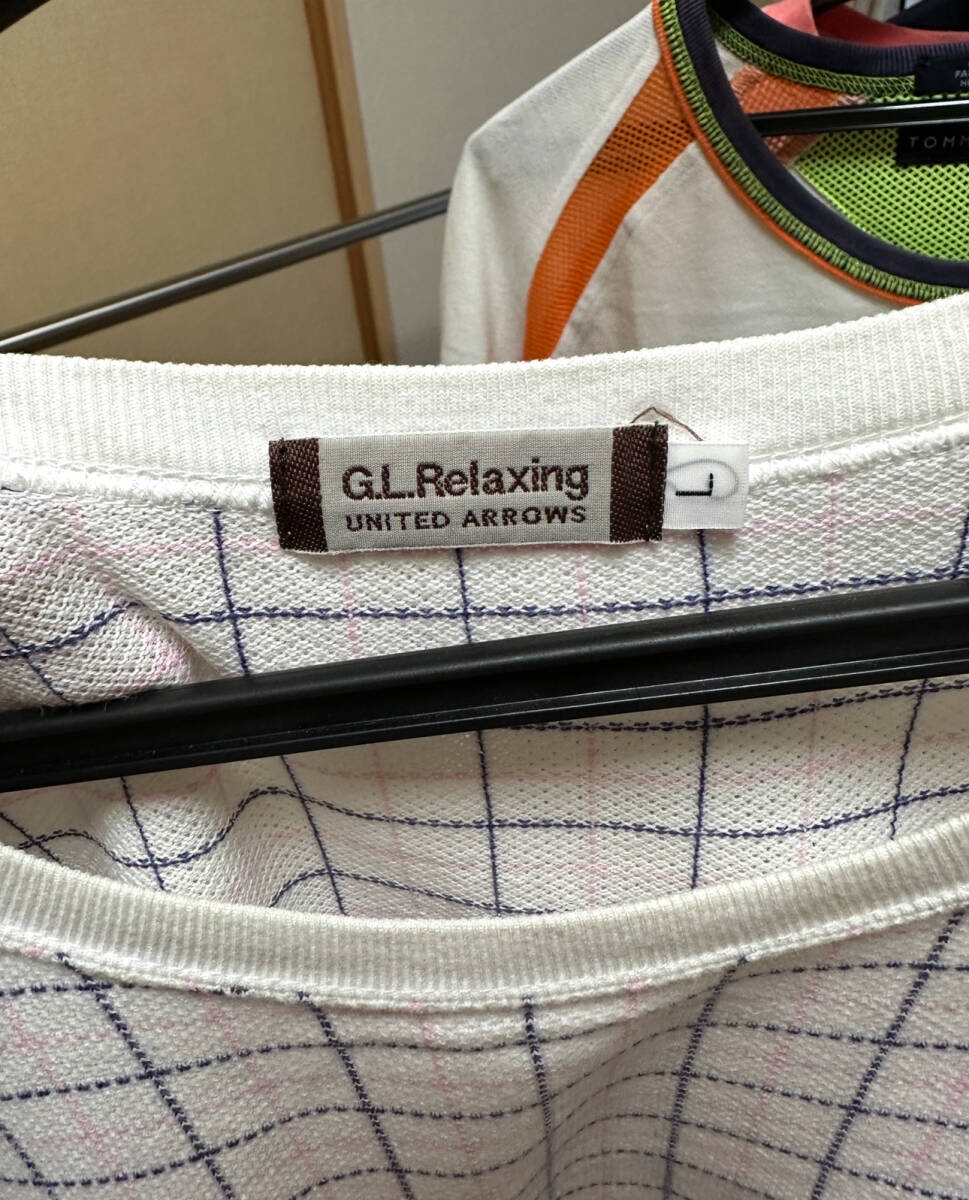 TOMM
G.L.Relaxing
UNITED ARROWS
L